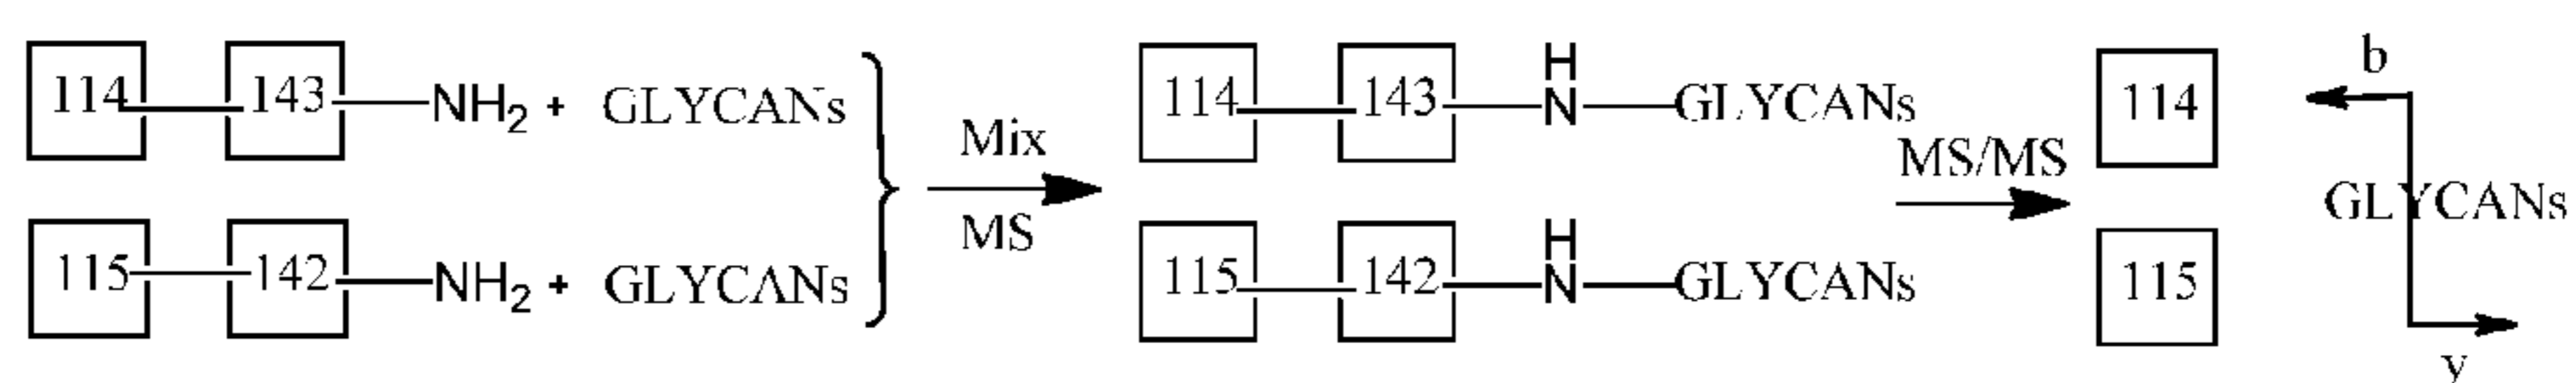 114 143 NH2 + GLYCANs
115 142 NH2 + GLYCANs
Mix
MS
114 143 H N GLYCANs
115 142 H N GLYCANs
MS/MS
114
115
b
GLYCANs
y